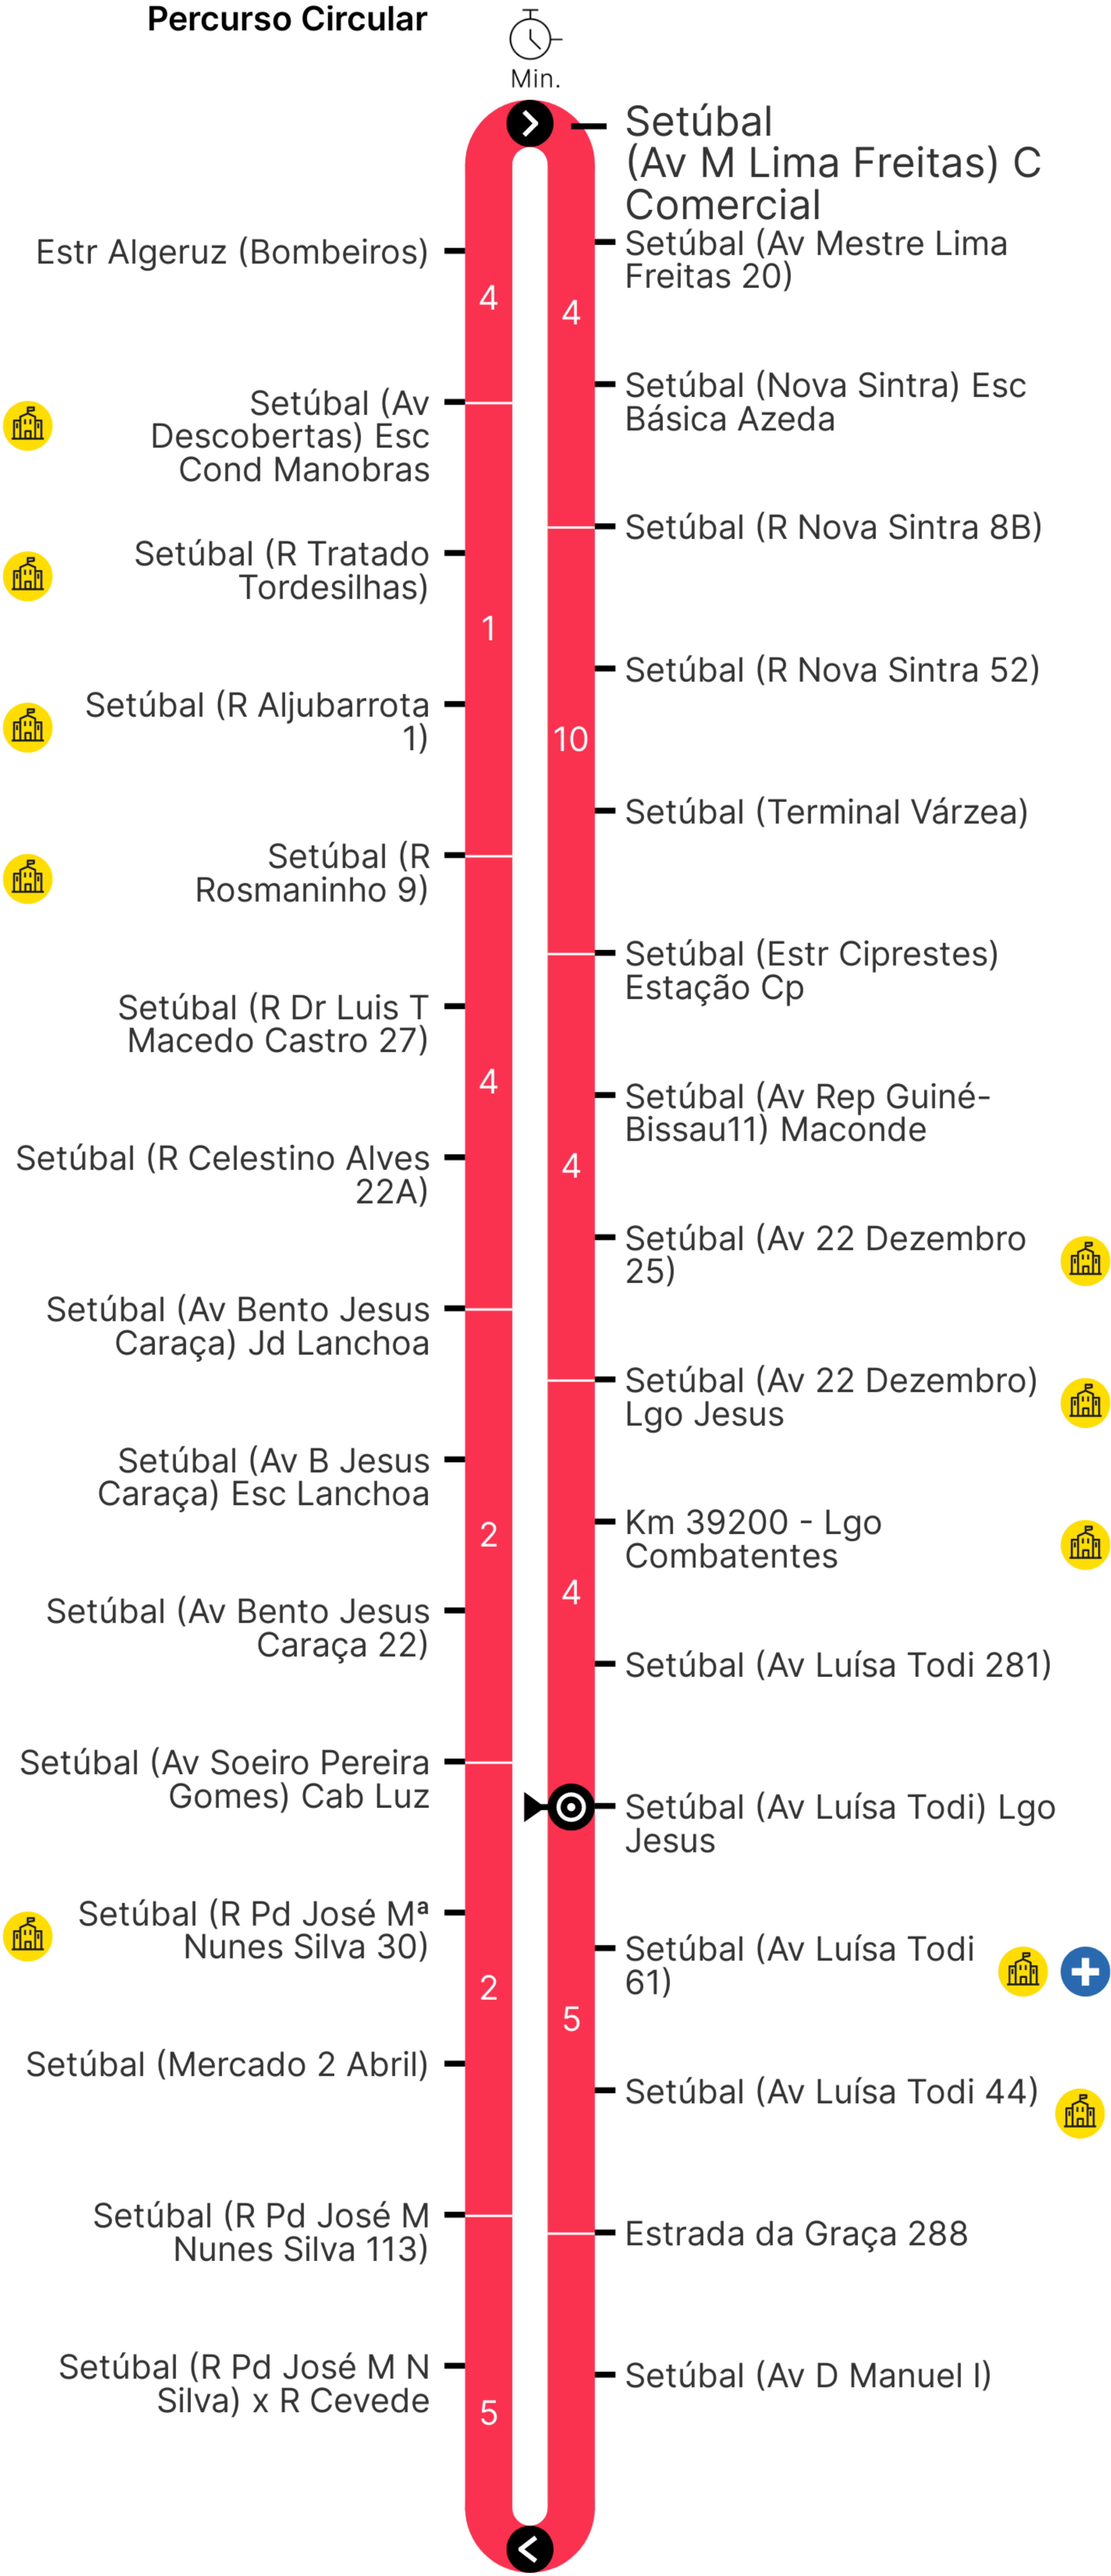 Percurso Circular
Min.
Setúbal
(Av M Lima Freitas) C
Comercial
Setúbal (Av Mestre Lima
Freitas 20)
4
Setúbal (Nova Sintra) Esc
Básica Azeda
Setúbal (R Nova Sintra 8B)
Setúbal (R Nova Sintra 52)
10
Setúbal (Terminal Várzea)
Setúbal (Estr Ciprestes)
Estação Cp
Setúbal (Av Rep Guiné-
Bissau11) Maconde
4
Setúbal (Av 22 Dezembro
25)
Setúbal (Av 22 Dezembro)
Lgo Jesus
Km 39200 - Lgo
Combatentes
4
Setúbal (Av Luísa Todi 281)
Setúbal (Av Luísa Todi) Lgo
Jesus
Setúbal (Av Luísa Todi
61)
5
Setúbal (Av Luísa Todi 44)
Estrada da Graça 288
Setúbal (Av D Manuel I)
Estr Algeruz (Bombeiros)
4
Setúbal (Av
Descobertas) Esc
Cond Manobras
Setúbal (R Tratado
Tordesilhas)
1
Setúbal (R Aljubarrota
1)
Setúbal (R
Rosmaninho 9)
Setúbal (R Dr Luis T
Macedo Castro 27)
4
Setúbal (R Celestino Alves
22A)
Setúbal (Av Bento Jesus
Caraça) Jd Lanchoa
Setúbal (Av B Jesus
Caraça) Esc Lanchoa
2
Setúbal (Av Bento Jesus
Caraça 22)
Setúbal (Av Soeiro Pereira
Gomes) Cab Luz
Setúbal (R Pd José Mª
Nunes Silva 30)
2
Setúbal (Mercado 2 Abril)
Setúbal (R Pd José M
Nunes Silva 113)
Setúbal (R Pd José M N
Silva) x R Cevede
5